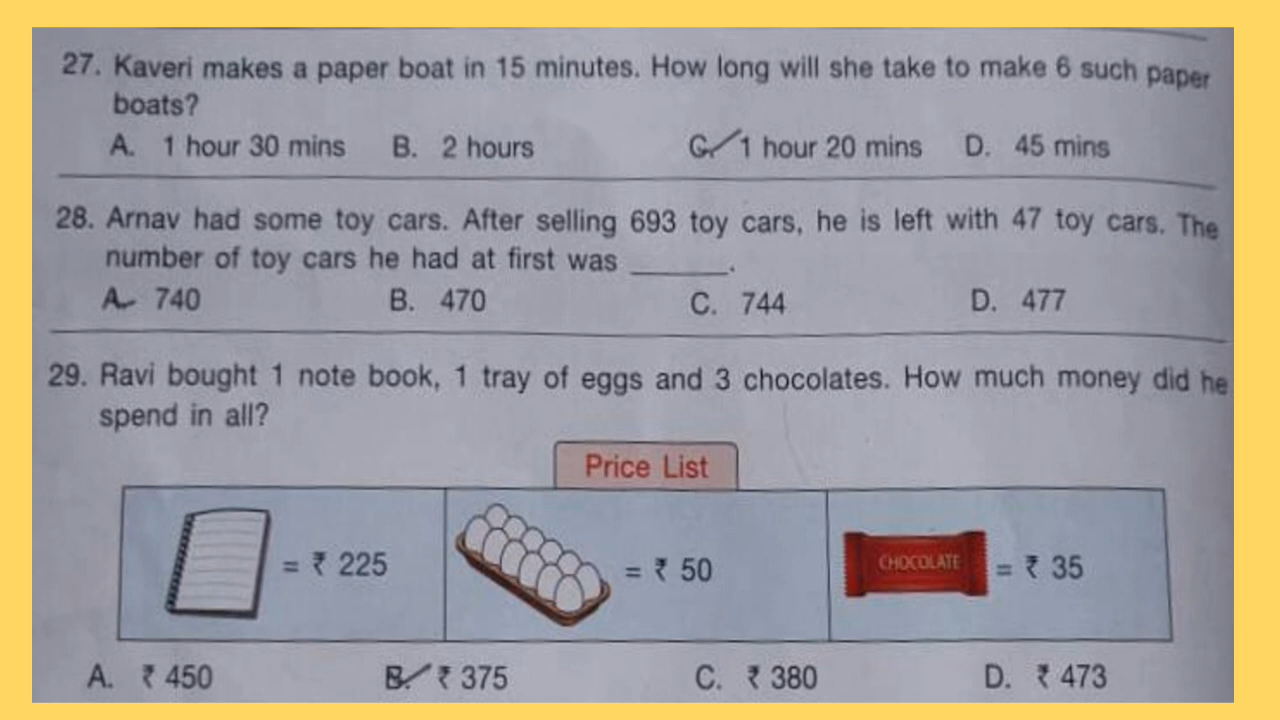 27. Kaveri makes a paper boat in 15 minutes. How long will she take to make 6 such paper
boats?
A. 1 hour 30 mins B. 2 hours C. 1 hour 20 mins D. 45 mins
28. Arnav had some toy cars. After selling 693 toy cars, he is left with 47 toy cars. The
number of toy cars he had at first was ______.
A. 740 B. 470 C. 744 D. 477
29. Ravi bought 1 note book, 1 tray of eggs and 3 chocolates. How much money did he
spend in all?
Price List
= ₹ 225 = ₹ 50 CHOCOLATE = ₹ 35
A. ₹ 450 B. ₹ 375 C. ₹ 380 D. ₹ 473